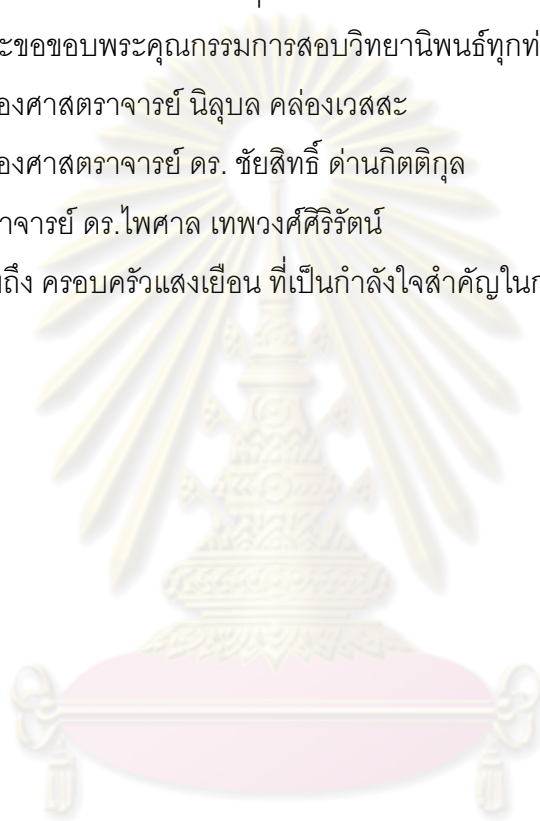 ะขอขอบพระคุณกรรมการสอบวิทยานิพนธ์ทุกท่
องศาสตราจารย์ นิลุบล คล่องเวสสะ
องศาสตราจารย์ ดร. ชัยสิทธิ์ ด่านกิตติกุล
าจารย์ ดร.ไพศาล เทพวงศ์ศิริรัตน์
ถึง ครอบครัวแสงเยือน ที่เป็นกำลังใจสำคัญใน